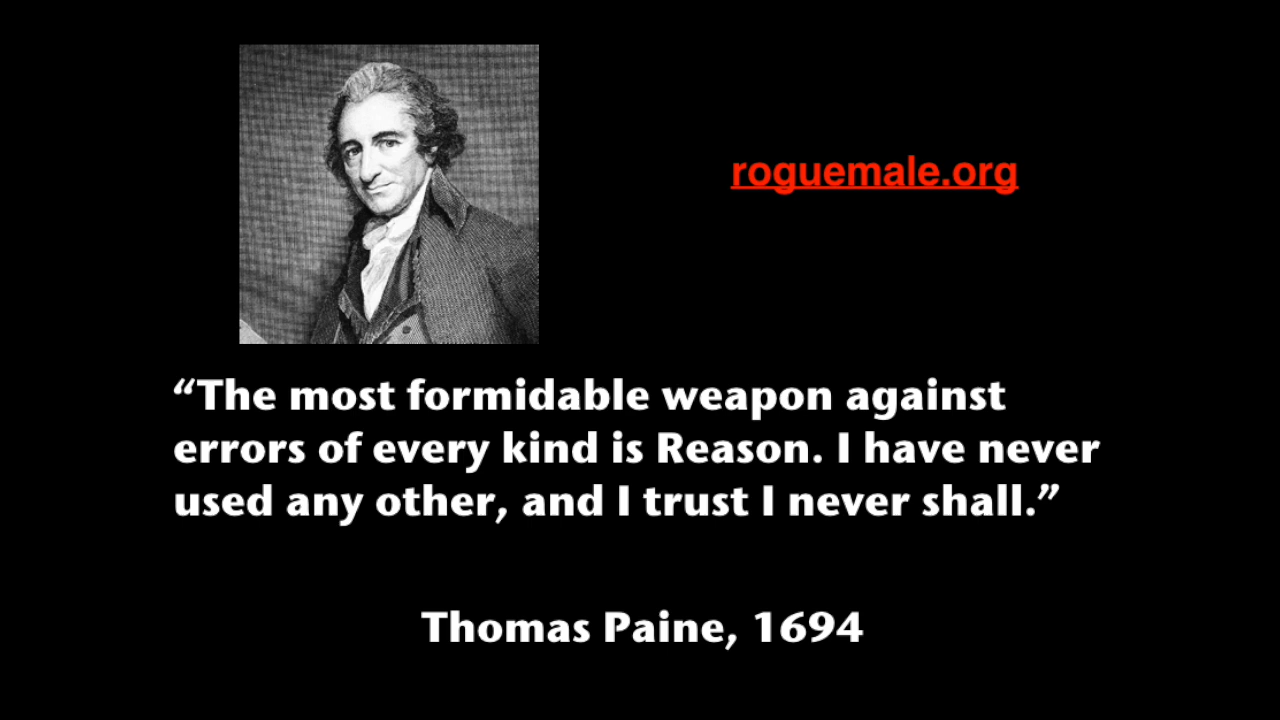 roguemale.org
“The most formidable weapon against
errors of every kind is Reason. I have never
used any other, and I trust I never shall.”
Thomas Paine, 1694